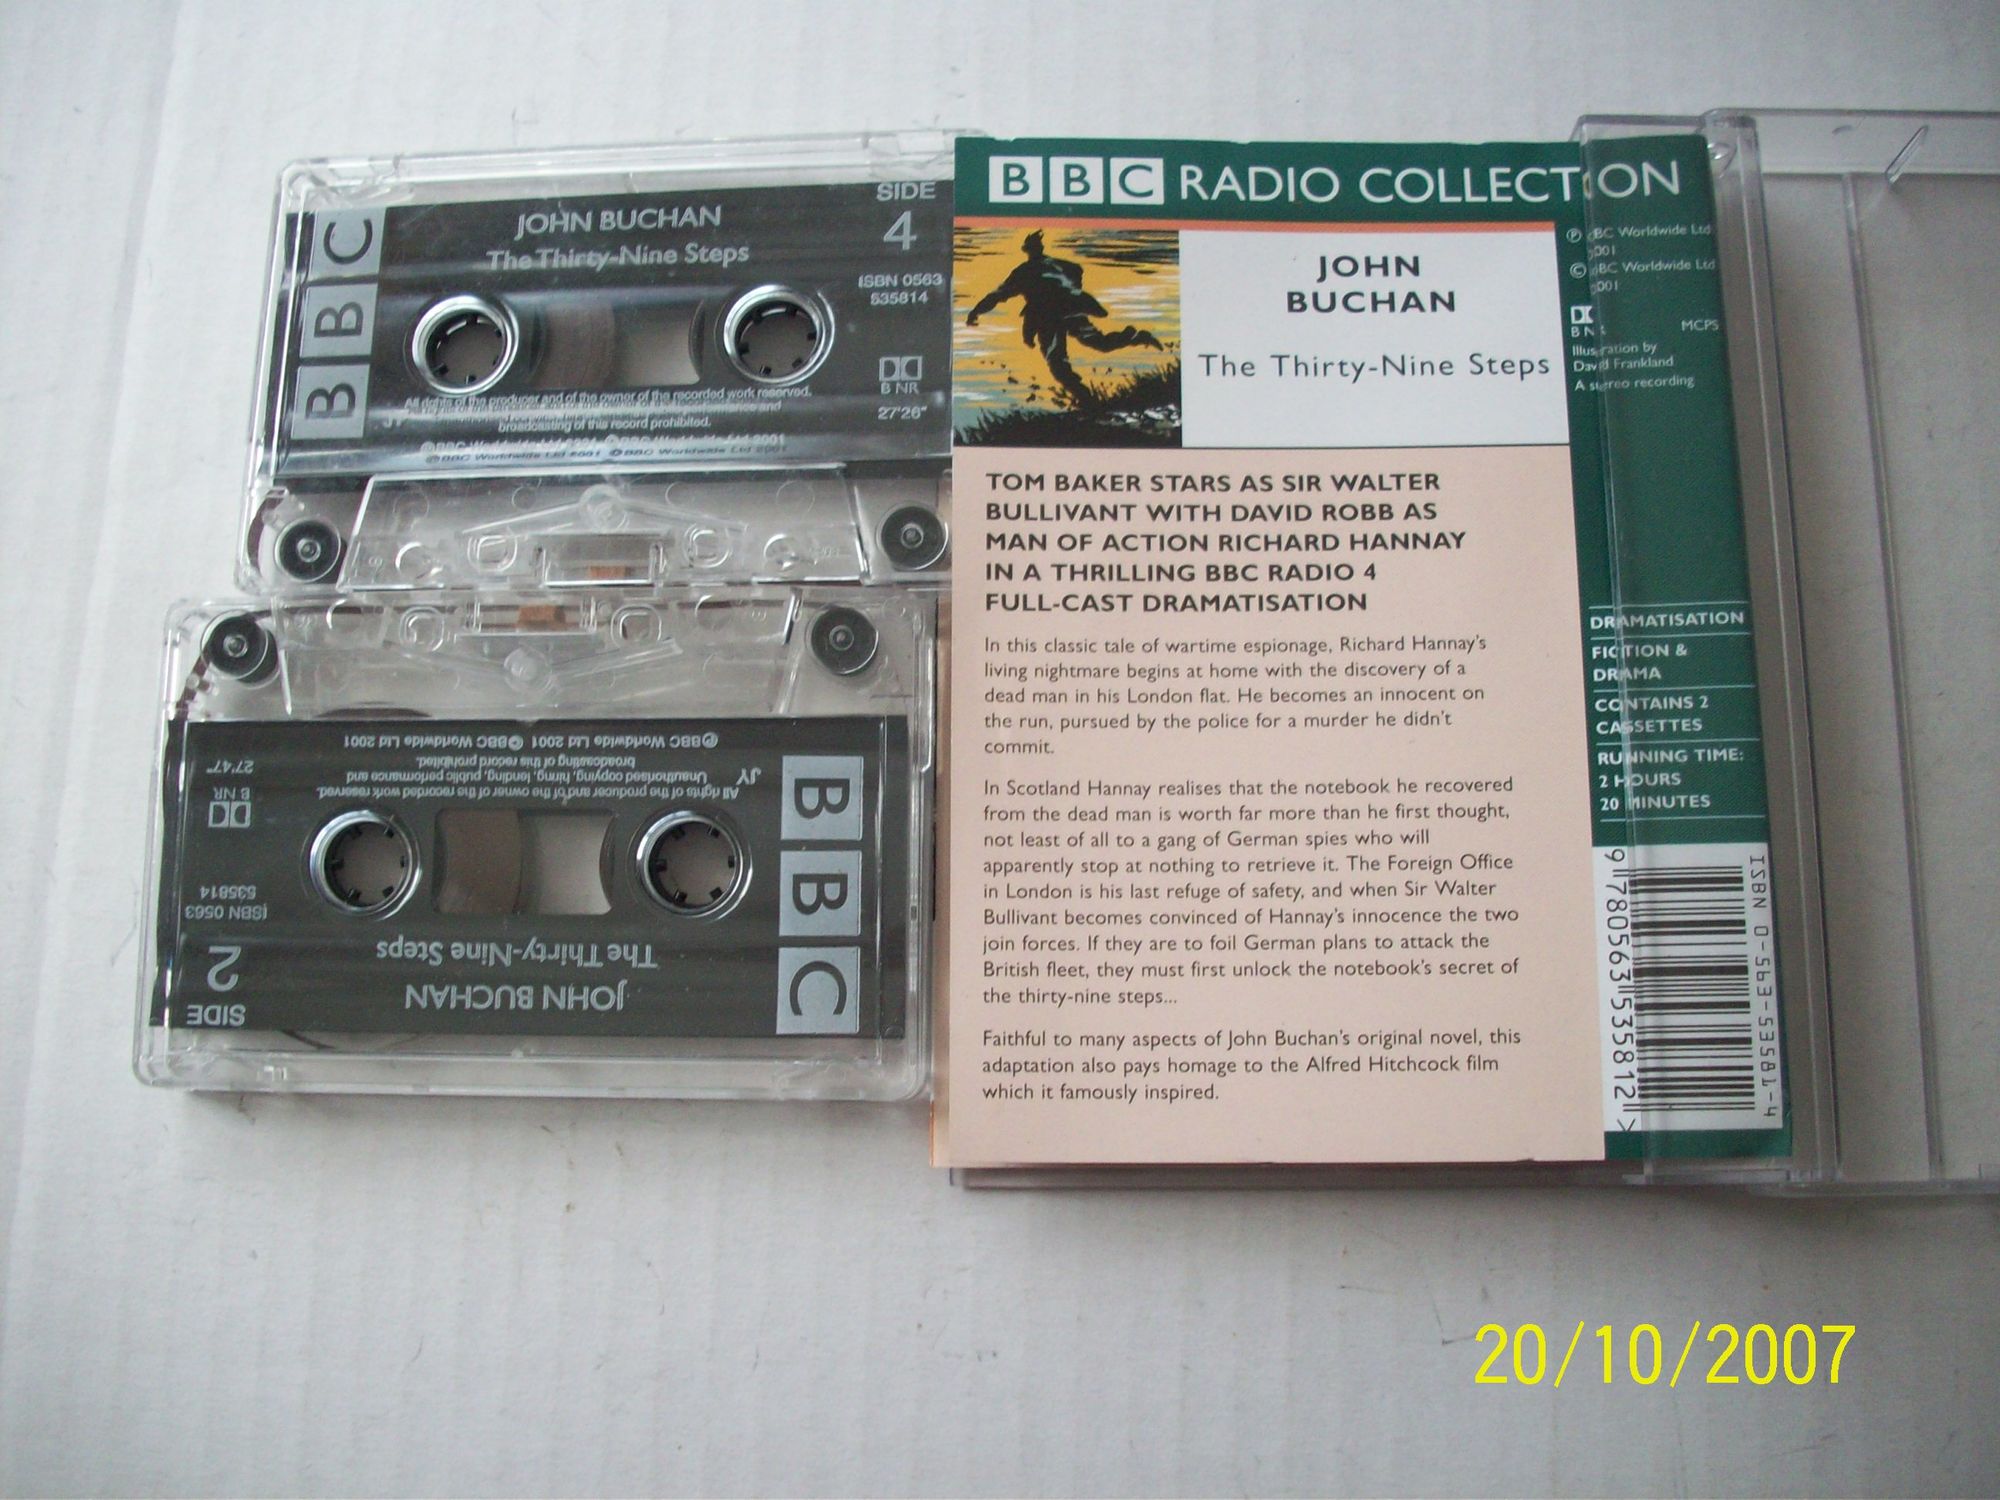 SIDE
4
JOHN BUCHAN
The Thirty-Nine Steps
ISBN 0563
535814
B B C
B NR
27'26"
All rights of the producer and of the owner of the recorded work reserved.
broadcasting of this record prohibited.
BBC RADIO COLLECTION
JOHN
BUCHAN
The Thirty-Nine Steps
TOM BAKER STARS AS SIR WALTER
BULLIVANT WITH DAVID ROBB AS
MAN OF ACTION RICHARD HANNAY
IN A THRILLING BBC RADIO 4
FULL-CAST DRAMATISATION
In this classic tale of wartime espionage, Richard Hannay's
living nightmare begins at home with the discovery of a
dead man in his London flat. He becomes an innocent on
the run, pursued by the police for a murder he didn't
commit.
In Scotland Hannay realises that the notebook he recovered
from the dead man is worth far more than he first thought,
not least of all to a gang of German spies who will
apparently stop at nothing to retrieve it. The Foreign Office
in London is his last refuge of safety, and when Sir Walter
Bullivant becomes convinced of Hannay's innocence the two
join forces. If they are to foil German plans to attack the
British fleet, they must first unlock the notebook's secret of
the thirty-nine steps...
Faithful to many aspects of John Buchan's original novel, this
adaptation also pays homage to the Alfred Hitchcock film
which it famously inspired.
℗ BBC Worldwide Ltd
2001
© BBC Worldwide Ltd
2001
B NR
MCPS
Illustration by
David Frankland
A stereo recording
DRAMATISATION
FICTION &
DRAMA
CONTAINS 2
CASSETTES
RUNNING TIME:
2 HOURS
20 MINUTES
ISBN 0-563-53581-4
9 780563 535812 >
SIDE
2
JOHN BUCHAN
The Thirty-Nine Steps
ISBN 0563
535814
B B C
B NR
27'47"
All rights of the producer and of the owner of the recorded work reserved.
JY
Unauthorised copying, hiring, lending, public performance and
broadcasting of this record prohibited.
℗BBC Worldwide Ltd 2001 ©BBC Worldwide Ltd 2001
20/10/2007